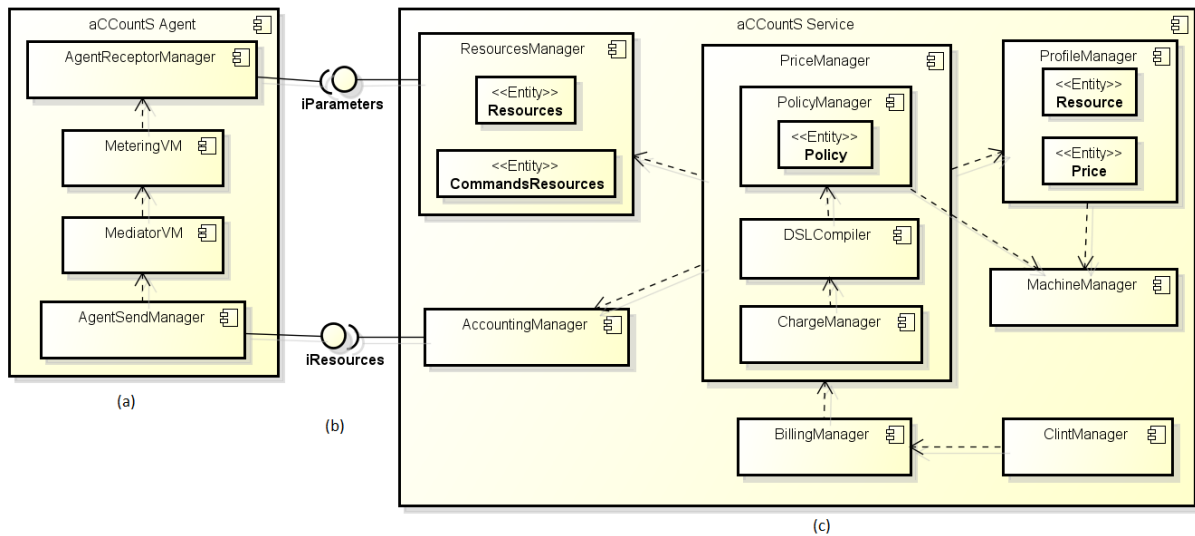 aCCountS Agent
AgentReceptorManager
MeteringVM
MediatorVM
AgentSendManager
(a)
iParameters
iResources
(b)
aCCountS Service
ResourcesManager
<<Entity>>
Resources
<<Entity>>
CommandsResources
AccountingManager
PriceManager
PolicyManager
<<Entity>>
Policy
DSLCompiler
ChargeManager
BillingManager
ProfileManager
<<Entity>>
Resource
<<Entity>>
Price
MachineManager
ClintManager
(c)